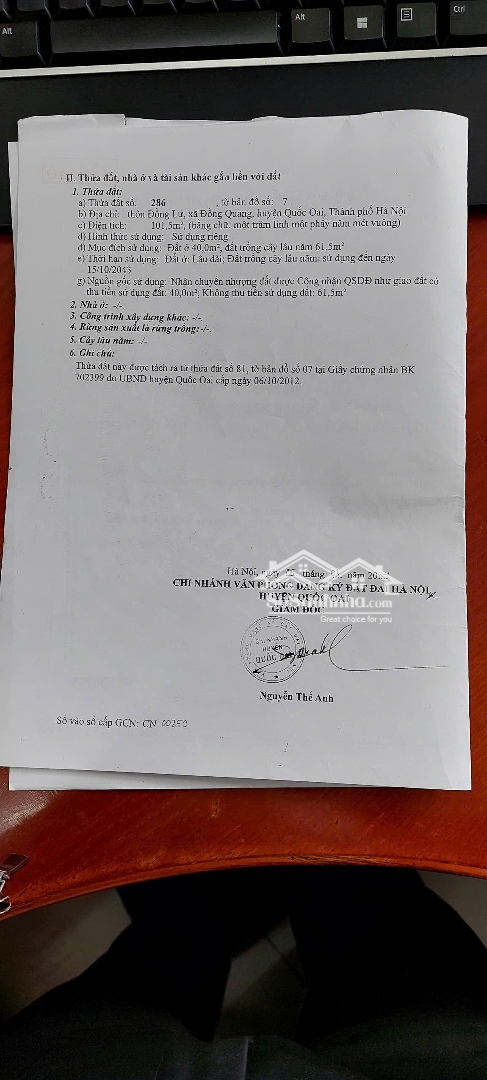 Alt
Alt
Ctrl
II. Thửa đất, nhà ở và tài sản khác gắn liền với đất
1. Thửa đất:
a) Thửa đất số: 286 , tờ bản đồ số: 7
b) Địa chỉ: thôn Đồng Lư, xã Đồng Quang, huyện Quốc Oai, Thành phố Hà Nội
c) Diện tích: 101,5m², (bằng chữ: một trăm linh một phẩy năm mét vuông)
d) Hình thức sử dụng: Sử dụng riêng
đ) Mục đích sử dụng: Đất ở 40,0m², đất trồng cây lâu năm 61,5m²
e) Thời hạn sử dụng: Đất ở: Lâu dài; Đất trồng cây lâu năm: sử dụng đến ngày
15/10/2043
g) Nguồn gốc sử dụng: Nhận chuyển nhượng đất được Công nhận QSDĐ như giao đất có
thu tiền sử dụng đất: 40,0m²; Không thu tiền sử dụng đất: 61,5m²
2. Nhà ở: -/-
3. Công trình xây dựng khác: -/-
4. Rừng sản xuất là rừng trồng: -/-
5. Cây lâu năm: -/-
6. Ghi chú:
Thửa đất này được tách ra từ thửa đất số 81, tờ bản đồ số 07 tại Giấy chứng nhận BK
702399 do UBND huyện Quốc Oai cấp ngày 06/10/2012.
Hà Nội, ngày tháng năm
CHI NHÁNH VĂN PHÒNG ĐĂNG KÝ ĐẤT ĐAI HÀ NỘI
HUYỆN QUỐC OAI
GIÁM ĐỐC
Great choice for you
CHI NHÁNH
HUYỆN
QUỐC OAI
Nguyễn Thế Anh
Số vào sổ cấp GCN: CN 00253